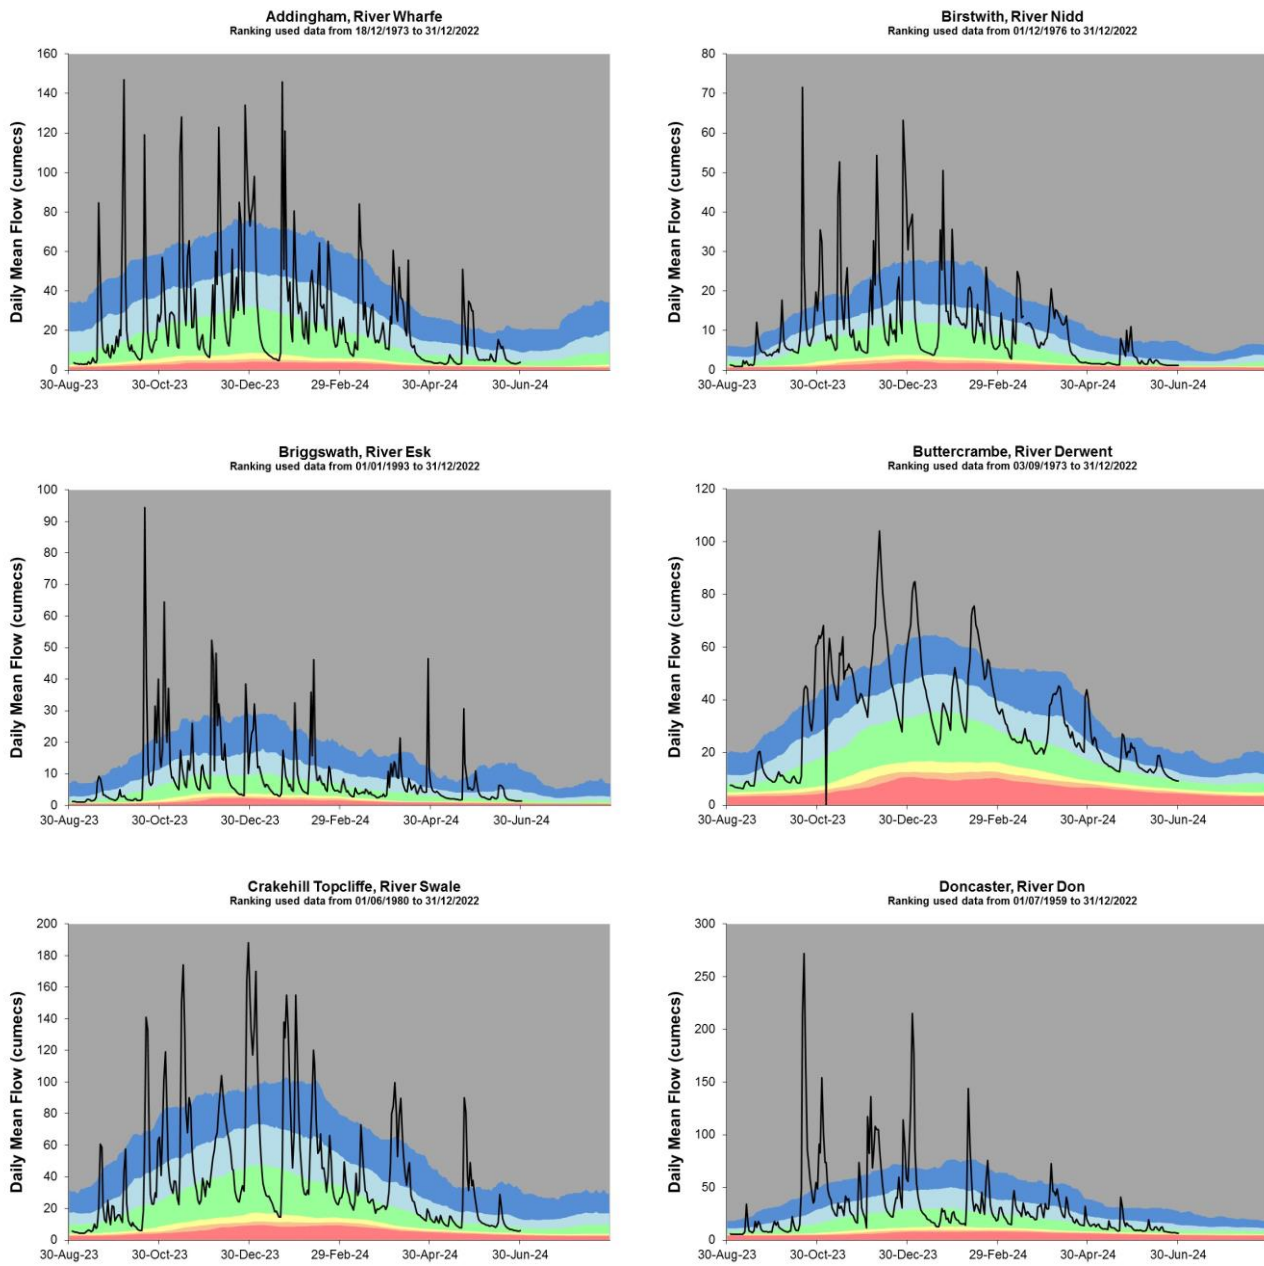 Addingham, River Wharfe
Ranking used data from 18/12/1973 to 31/12/2022
Daily Mean Flow (cumecs)
160
140
120
100
80
60
40
20
0
30-Aug-23 30-Oct-23 30-Dec-23 29-Feb-24 30-Apr-24 30-Jun-24
Birstwith, River Nidd
Ranking used data from 01/12/1976 to 31/12/2022
Daily Mean Flow (cumecs)
80
70
60
50
40
30
20
10
0
30-Aug-23 30-Oct-23 30-Dec-23 29-Feb-24 30-Apr-24 30-Jun-24
Briggswath, River Esk
Ranking used data from 01/01/1993 to 31/12/2022
Daily Mean Flow (cumecs)
100
90
80
70
60
50
40
30
20
10
0
30-Aug-23 30-Oct-23 30-Dec-23 29-Feb-24 30-Apr-24 30-Jun-24
Buttercrambe, River Derwent
Ranking used data from 03/09/1973 to 31/12/2022
Daily Mean Flow (cumecs)
120
100
80
60
40
20
0
30-Aug-23 30-Oct-23 30-Dec-23 29-Feb-24 30-Apr-24 30-Jun-24
Crakehill Topcliffe, River Swale
Ranking used data from 01/06/1980 to 31/12/2022
Daily Mean Flow (cumecs)
200
180
160
140
120
100
80
60
40
20
0
30-Aug-23 30-Oct-23 30-Dec-23 29-Feb-24 30-Apr-24 30-Jun-24
Doncaster, River Don
Ranking used data from 01/07/1959 to 31/12/2022
Daily Mean Flow (cumecs)
300
250
200
150
100
50
0
30-Aug-23 30-Oct-23 30-Dec-23 29-Feb-24 30-Apr-24 30-Jun-24